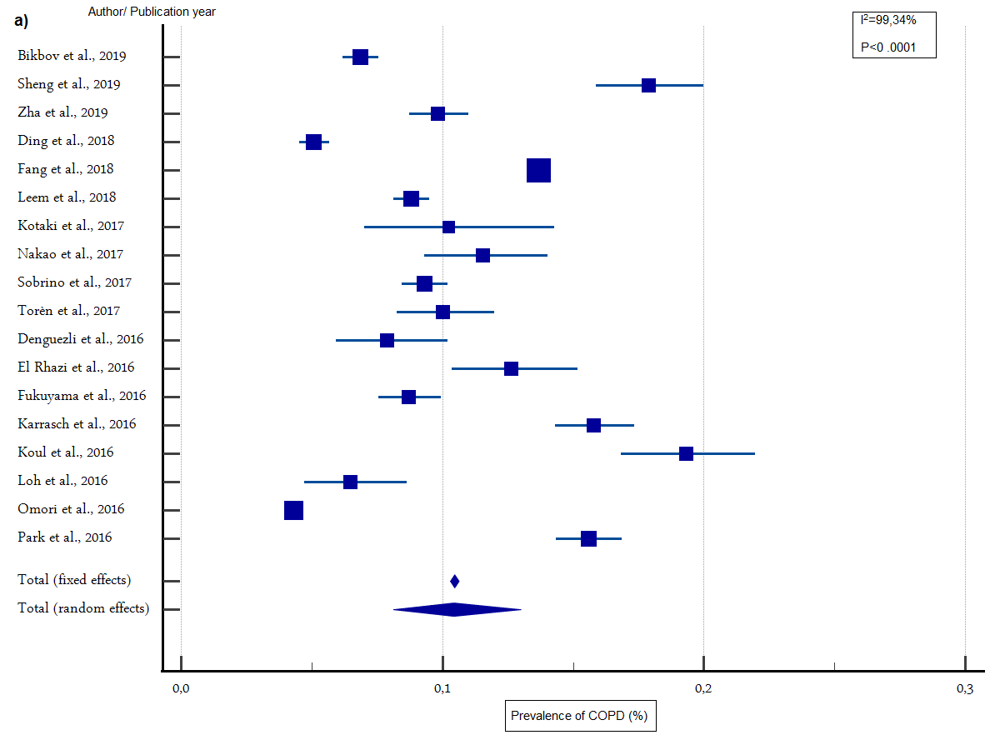 a)
Author/ Publication year
I²=99,34%
P<0 .0001
Bikbov et al., 2019
Sheng et al., 2019
Zha et al., 2019
Ding et al., 2018
Fang et al., 2018
Leem et al., 2018
Kotaki et al., 2017
Nakao et al., 2017
Sobrino et al., 2017
Torèn et al., 2017
Denguezli et al., 2016
El Rhazi et al., 2016
Fukuyama et al., 2016
Karrasch et al., 2016
Koul et al., 2016
Loh et al., 2016
Omori et al., 2016
Park et al., 2016
Total (fixed effects)
Total (random effects)
0,0 0,1 0,2 0,3
Prevalence of COPD (%)